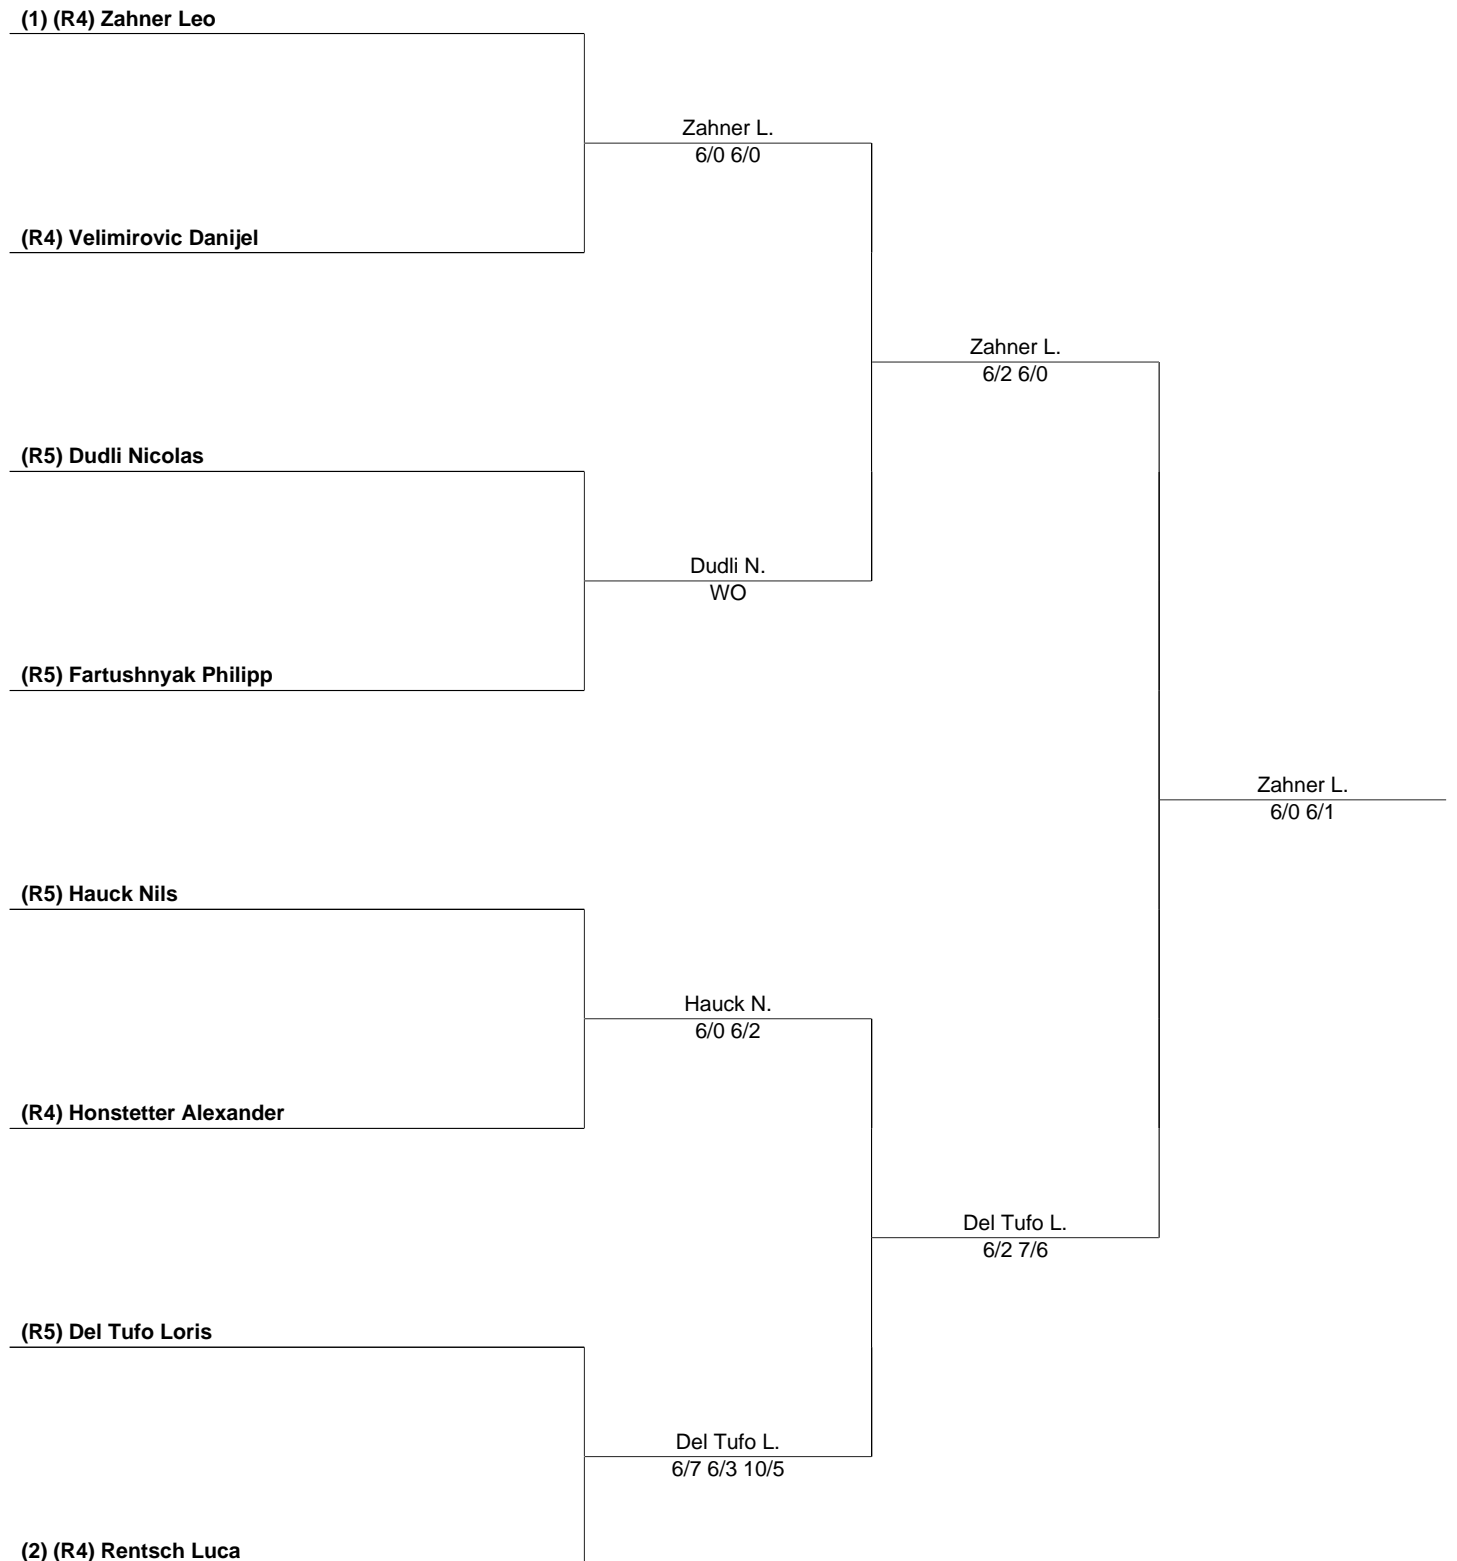 (1) (R4) Zahner Leo
Zahner L.
6/0 6/0
(R4) Velimirovic Danijel
Zahner L.
6/2 6/0
(R5) Dudli Nicolas
Dudli N.
WO
(R5) Fartushnyak Philipp
Zahner L.
6/0 6/1
(R5) Hauck Nils
Hauck N.
6/0 6/2
(R4) Honstetter Alexander
Del Tufo L.
6/2 7/6
(R5) Del Tufo Loris
Del Tufo L.
6/7 6/3 10/5
(2) (R4) Rentsch Luca